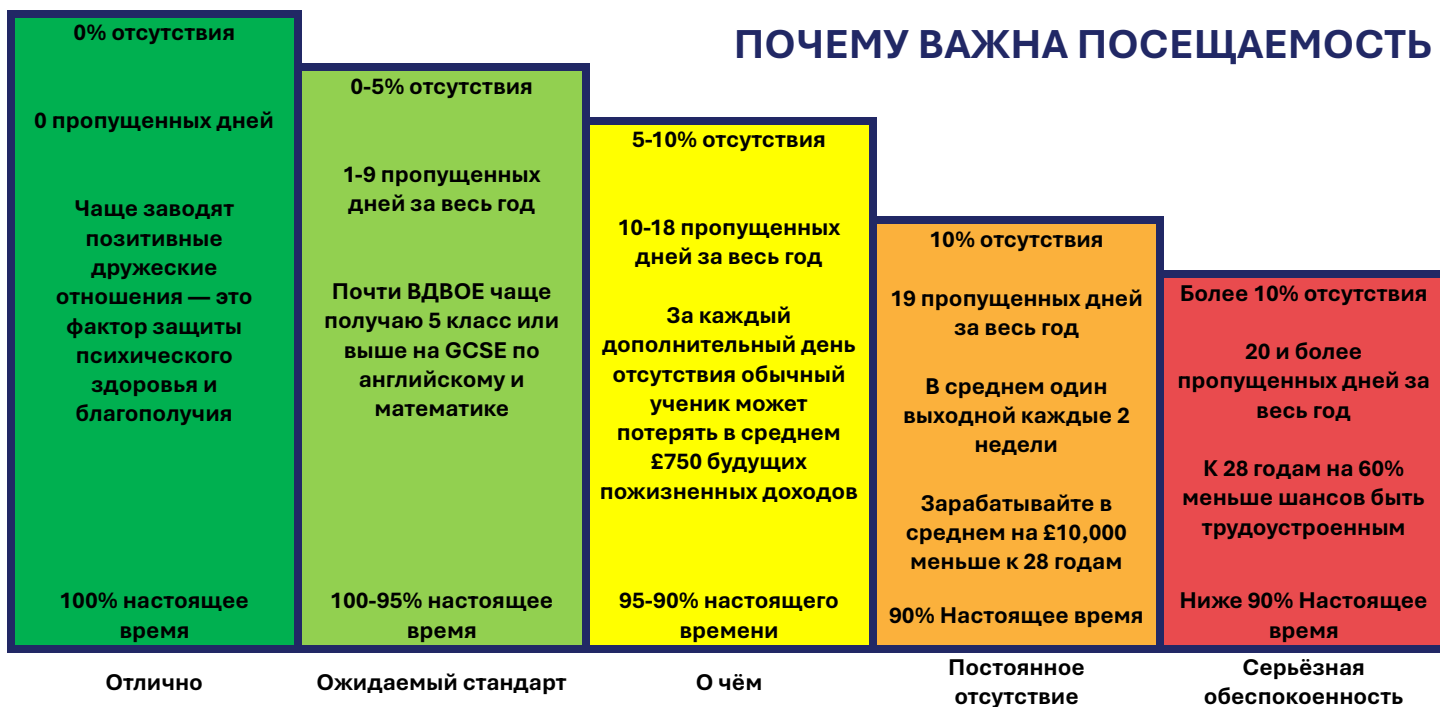 ПОЧЕМУ ВАЖНА ПОСЕЩАЕМОСТЬ
0% отсутствия
0 пропущенных дней
Чаще заводят
позитивные
дружеские
отношения — это
фактор защиты
психического
здоровья и
благополучия
100% настоящее
время
Отлично
0-5% отсутствия
1-9 пропущенных
дней за весь год
Почти ВДВОЕ чаще
получаю 5 класс или
выше на GCSE по
английскому и
математике
100-95% настоящее
время
Ожидаемый стандарт
5-10% отсутствия
10-18 пропущенных
дней за весь год
За каждый
дополнительный день
отсутствия обычный
ученик может
потерять в среднем
£750 будущих
пожизненных доходов
95-90% настоящего
времени
О чём
10% отсутствия
19 пропущенных дней
за весь год
В среднем один
выходной каждые 2
недели
Зарабатывайте в
среднем на £10,000
меньше к 28 годам
90% Настоящее время
Постоянное
отсутствие
Более 10% отсутствия
20 и более
пропущенных дней за
весь год
К 28 годам на 60%
меньше шансов быть
трудоустроенным
Ниже 90% Настоящее
время
Серьёзная
обеспокоенность